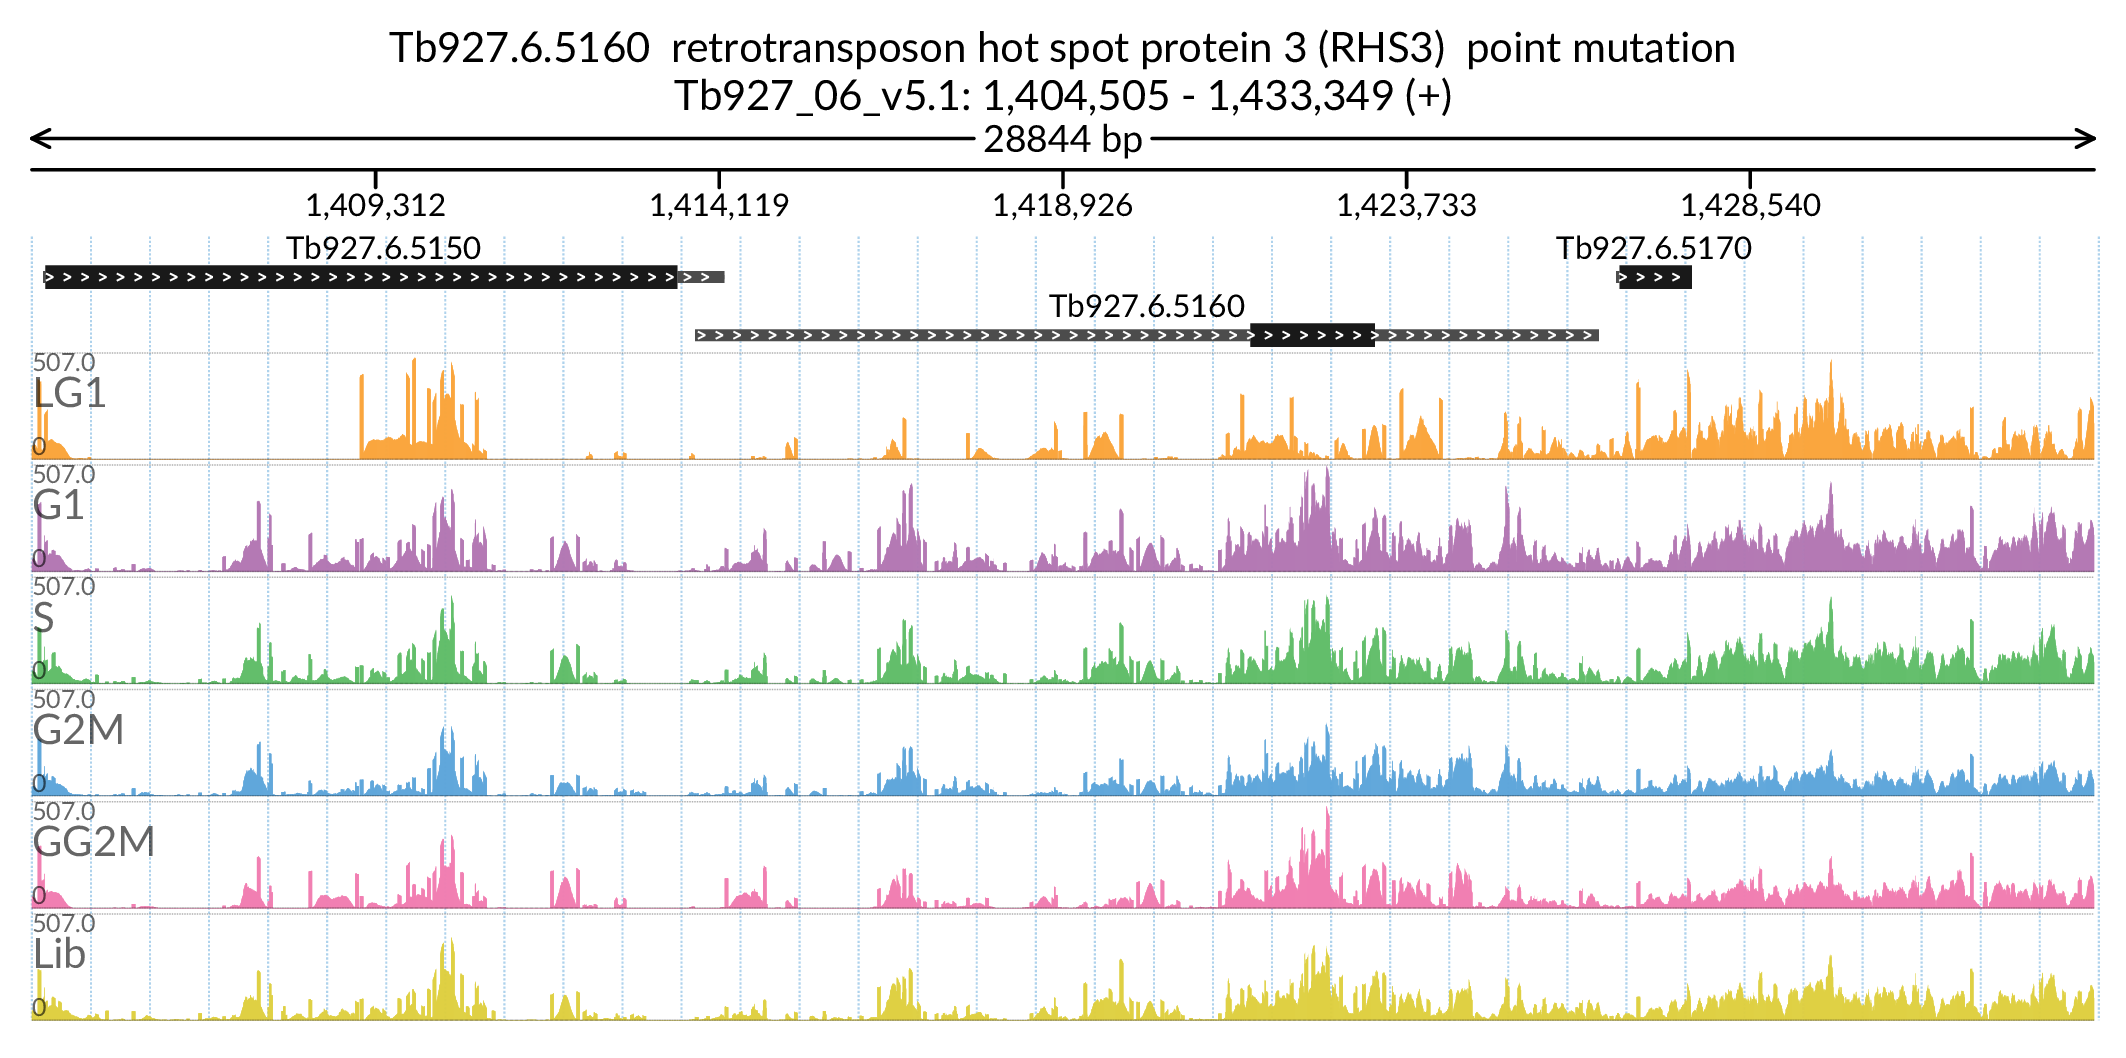 Tb927.6.5160 retrotransposon hot spot protein 3 (RHS3) point mutation
Tb927_06_v5.1: 1,404,505 - 1,433,349 (+)
28844 bp
1,409,312 1,414,119 1,418,926 1,423,733 1,428,540
Tb927.6.5150 Tb927.6.5170
Tb927.6.5160
507.0
LG1
0
507.0
G1
0
507.0
S
0
507.0
G2M
0
507.0
GG2M
0
507.0
Lib
0